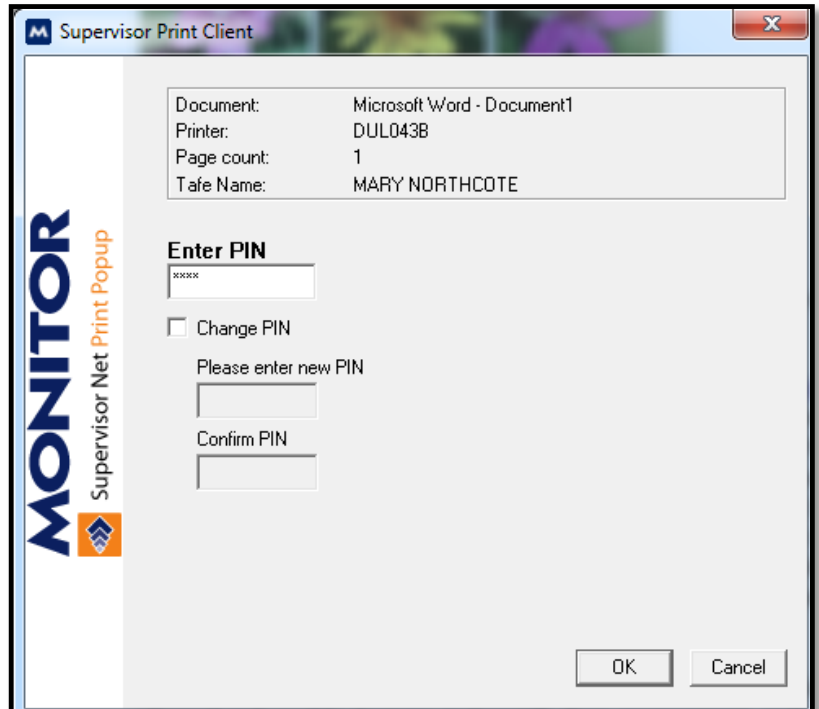 Supervisor Print Client
Document: Microsoft Word - Document1
Printer: DUL043B
Page count: 1
Tafe Name: MARY NORTHCOTE
MONITOR
Supervisor Net Print Popup
Enter PIN
××××
Change PIN
Please enter new PIN
Confirm PIN
OK Cancel